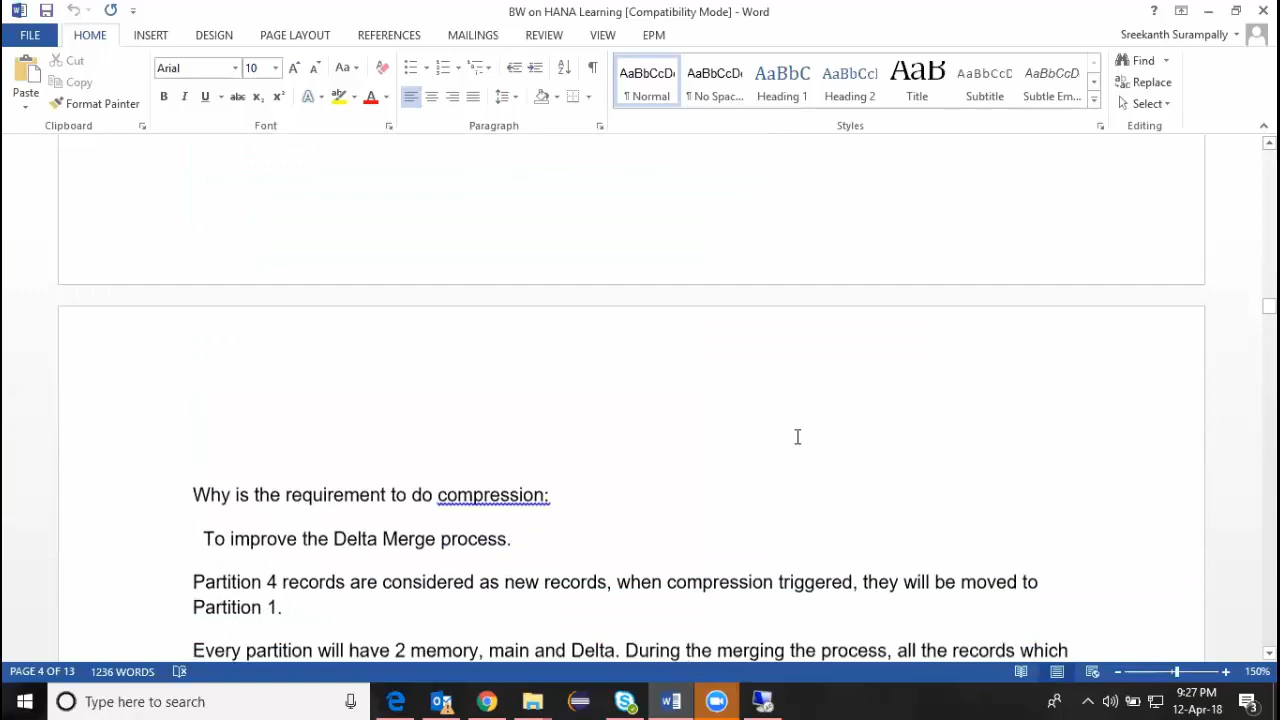 BW on HANA Learning [Compatibility Mode] - Word
?
FILE HOME INSERT DESIGN PAGE LAYOUT REFERENCES MAILINGS REVIEW VIEW EPM
Sreekanth Surampally
Paste
Cut
Copy
Format Painter
Clipboard
Arial 10
Aa
B I U abc x₂ x²
A A
Font
Paragraph
AaBbCcDc AaBbCcDc AaBbC AaBbCcl AaB AaBbCcD AaBbCcD
¶ Normal ¶ No Spac... Heading 1 Heading 2 Title Subtitle Subtle Em...
Styles
Find
Replace
Select
Editing
Why is the requirement to do compression:
To improve the Delta Merge process.
Partition 4 records are considered as new records, when compression triggered, they will be moved to
Partition 1.
Every partition will have 2 memory, main and Delta. During the merging the process, all the records which
PAGE 4 OF 13 1236 WORDS
150%
Type here to search
9:27 PM
12-Apr-18
3